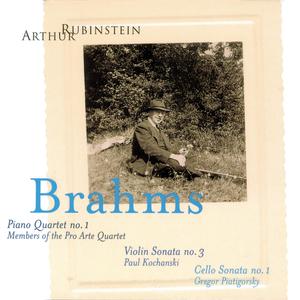 ARTHUR RUBINSTEIN
Brahms
Piano Quartet no.1
Members of the Pro Arte Quartet
Violin Sonata no.3
Paul Kochanski
Cello Sonata no.1
Gregor Piatigorsky